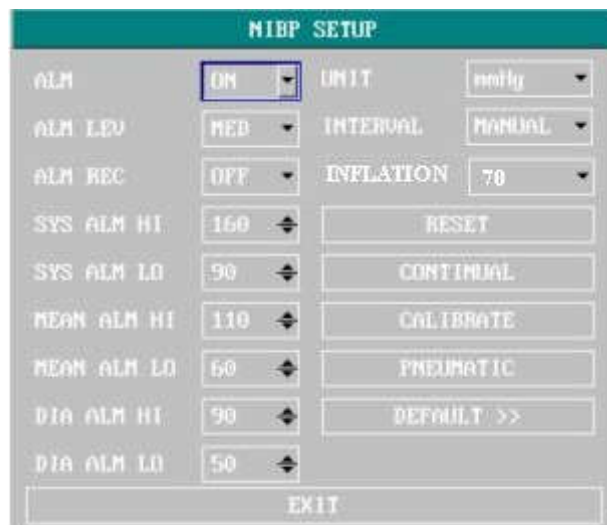 NIBP SETUP
ALM ON UNIT mmHg
ALM LEV MED INTERVAL MANUAL
ALM REC OFF INFLATION 70
SYS ALM HI 160 RESET
SYS ALM LO 90 CONTINUAL
MEAN ALM HI 110 CALIBRATE
MEAN ALM LO 60 PNEUMATIC
DIA ALM HI 90 DEFAULT >>
DIA ALM LO 50
EXIT